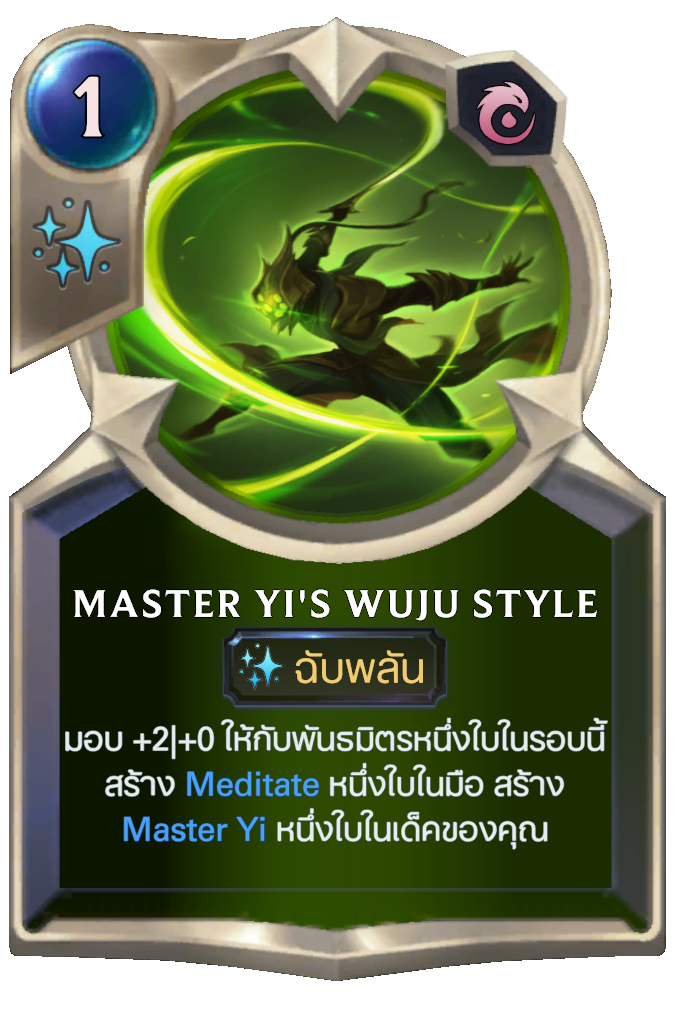 1
MASTER YI'S WUJU STYLE
ฉับพลัน
มอบ +2|+0 ให้กับพันธมิตรหนึ่งใบในรอบนี้
สร้าง Meditate หนึ่งใบในมือ สร้าง
Master Yi หนึ่งใบในเด็คของคุณ